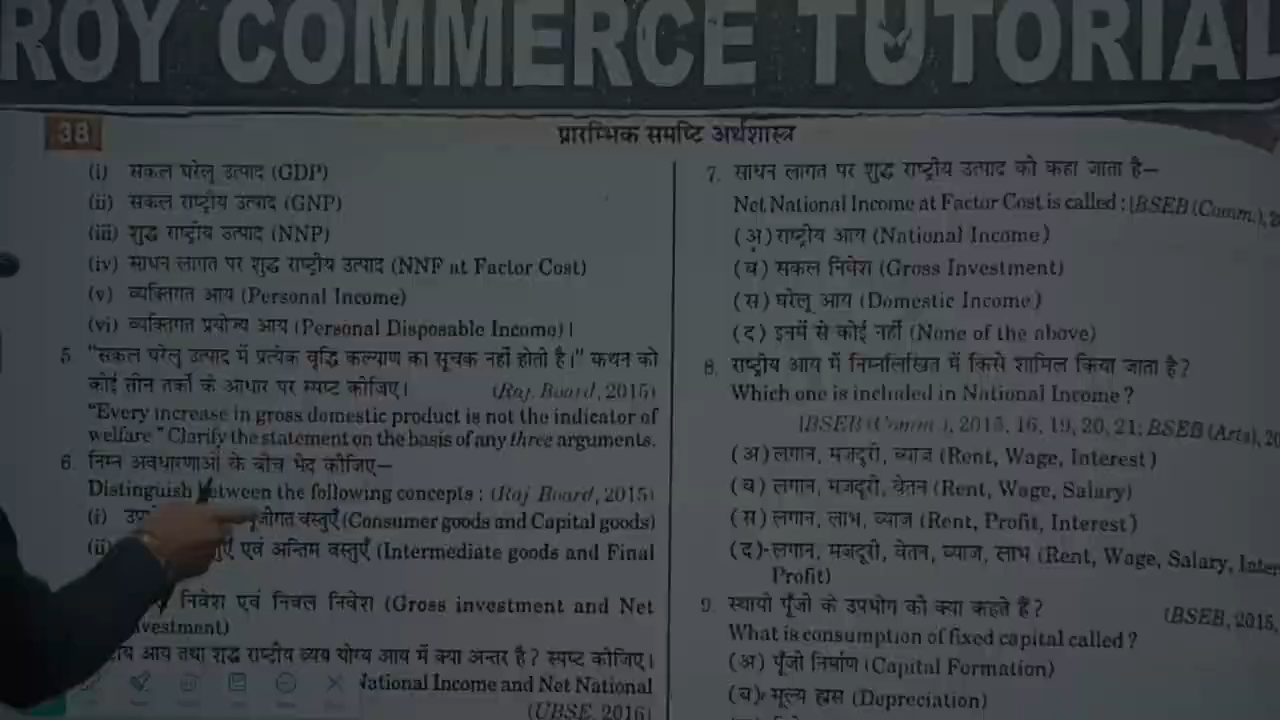 ROY COMMERCE TUTORIAL
38
प्रारम्भिक समष्टि अर्थशास्त्र
(i) सकल घरेलू उत्पाद (GDP)
(ii) सकल राष्ट्रीय उत्पाद (GNP)
(iii) शुद्ध राष्ट्रीय उत्पाद (NNP)
(iv) साधन लागत पर शुद्ध राष्ट्रीय उत्पाद (NNP at Factor Cost)
(v) व्यक्तिगत आय (Personal Income)
(vi) व्यक्तिगत प्रयोज्य आय (Personal Disposable Income)।
5. "सकल घरेलू उत्पाद में प्रत्येक वृद्धि कल्याण का सूचक नहीं होती है।" कथन को
कोई तीन तर्कों के आधार पर स्पष्ट कीजिए। (Raj. Board, 2015)
"Every increase in gross domestic product is not the indicator of
welfare" Clarify the statement on the basis of any three arguments.
6. निम्न अवधारणाओं के बीच भेद कीजिए—
Distinguish between the following concepts : (Raj Board, 2015)
(i) पूँजीगत वस्तुएँ (Consumer goods and Capital goods)
(ii) एवं अन्तिम वस्तुएँ (Intermediate goods and Final
निवेश एवं निवल निवेश (Gross investment and Net
Investment)
आय तथा शुद्ध राष्ट्रीय व्यय योग्य आय में क्या अन्तर है? स्पष्ट कीजिए।
National Income and Net National
(UBSE, 2016)
7. साधन लागत पर शुद्ध राष्ट्रीय उत्पाद को कहा जाता है—
Net National Income at Factor Cost is called : [BSEB (Comm.), 2
(अ) राष्ट्रीय आय (National Income)
(ब) सकल निवेश (Gross Investment)
(स) घरेलू आय (Domestic Income)
(द) इनमें से कोई नहीं (None of the above)
8. राष्ट्रीय आय में निम्नलिखित में किसे शामिल किया जाता है?
Which one is included in National Income ?
[BSEB (Comm.), 2015, 16, 19, 20, 21; BSEB (Arts), 20
(अ) लगान, मजदूरी, ब्याज (Rent, Wage, Interest)
(ब) लगान, मजदूरी, वेतन (Rent, Wage, Salary)
(स) लगान, लाभ, ब्याज (Rent, Profit, Interest)
(द) लगान, मजदूरी, वेतन, ब्याज, लाभ (Rent, Wage, Salary, Inter
Profit)
9. स्थायी पूँजी के उपभोग को क्या कहते हैं? (BSEB, 2015,
What is consumption of fixed capital called ?
(अ) पूँजी निर्माण (Capital Formation)
(ब) मूल्य ह्रास (Depreciation)